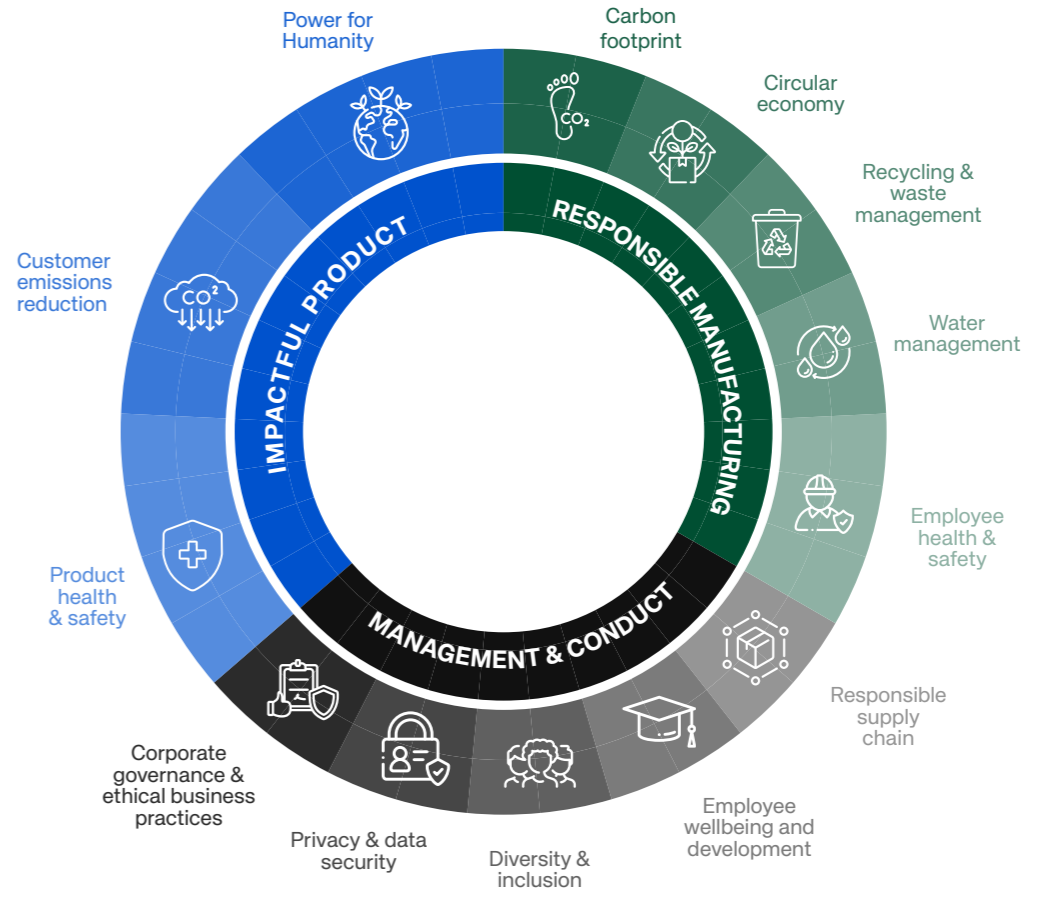 Power for
Humanity
Carbon
footprint
Circular
economy
Recycling &
waste
management
Water
management
Employee
health &
safety
Responsible
supply
chain
Employee
wellbeing and
development
Diversity &
inclusion
Privacy & data
security
Corporate
governance &
ethical business
practices
Product
health
& safety
Customer
emissions
reduction
IMPACTFUL PRODUCT
RESPONSIBLE MANUFACTURING
MANAGEMENT & CONDUCT
CO₂
CO²